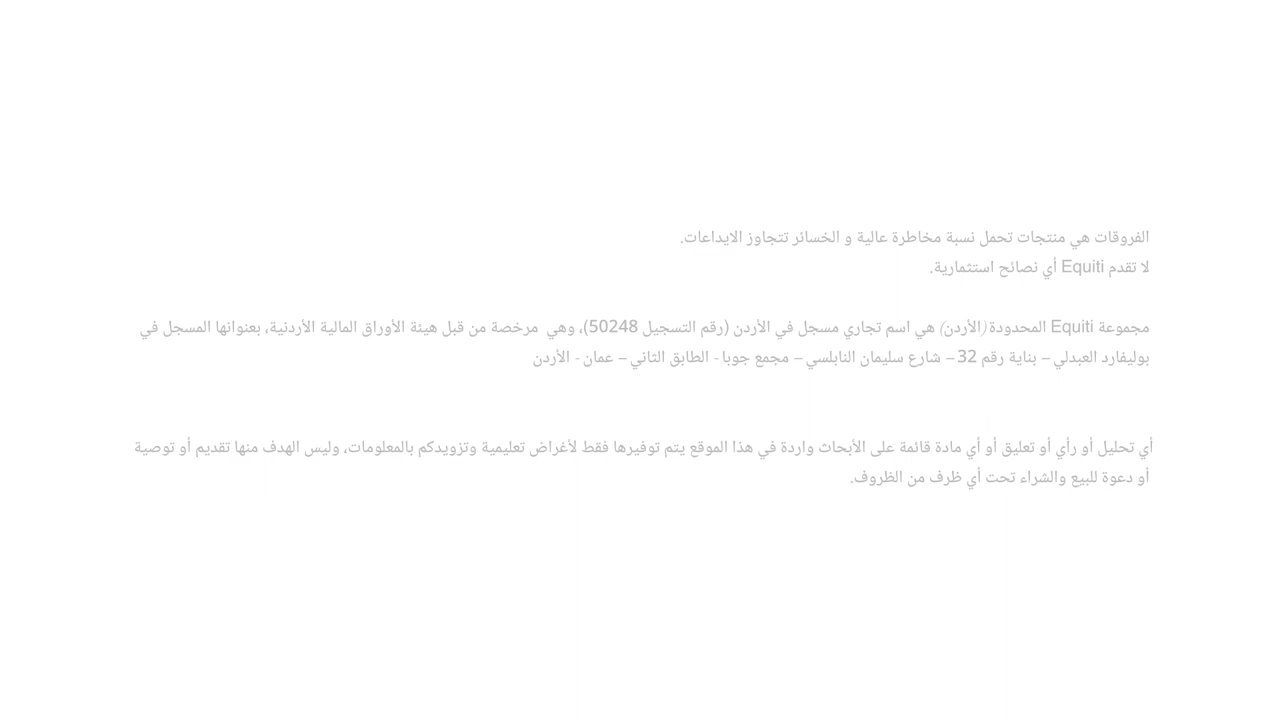 الفروقات هي منتجات تحمل نسبة مخاطرة عالية و الخسائر تتجاوز الايداعات.
لا تقدم Equiti أي نصائح استثمارية.
مجموعة Equiti المحدودة (الأردن) هي اسم تجاري مسجل في الأردن (رقم التسجيل 50248)، وهي مرخصة من قبل هيئة الأوراق المالية الأردنية، بعنوانها المسجل في
بوليفارد العبدلي – بناية رقم 32 – شارع سليمان النابلسي – مجمع جوبا - الطابق الثاني – عمان - الأردن
أي تحليل أو رأي أو تعليق أو أي مادة قائمة على الأبحاث واردة في هذا الموقع يتم توفيرها فقط لأغراض تعليمية وتزويدكم بالمعلومات، وليس الهدف منها تقديم أو توصية
أو دعوة للبيع والشراء تحت أي ظرف من الظروف.